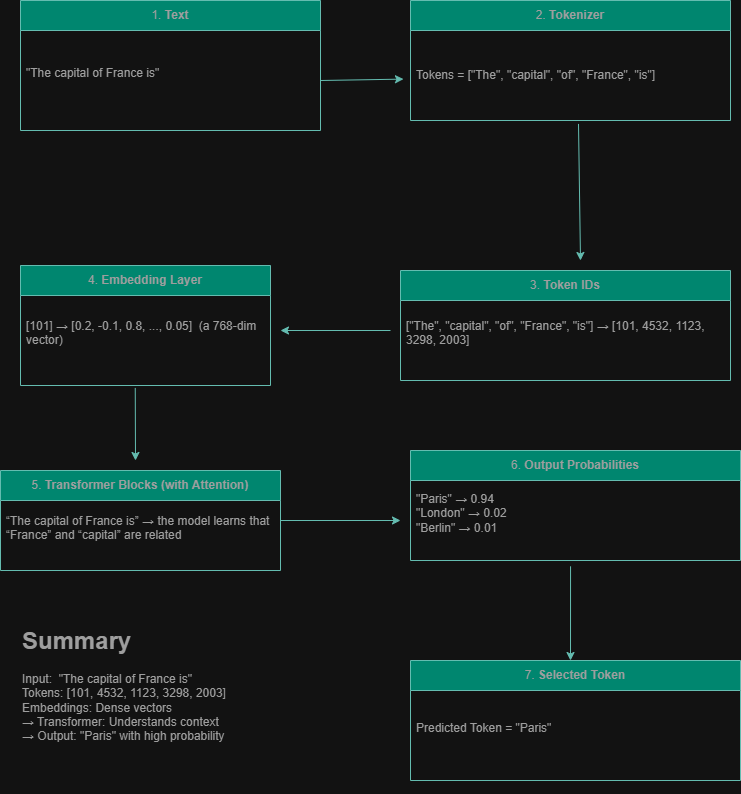 1. Text
"The capital of France is"
2. Tokenizer
Tokens = ["The", "capital", "of", "France", "is"]
3. Token IDs
["The", "capital", "of", "France", "is"] → [101, 4532, 1123,
3298, 2003]
4. Embedding Layer
[101] → [0.2, -0.1, 0.8, ..., 0.05]  (a 768-dim
vector)
5. Transformer Blocks (with Attention)
“The capital of France is” → the model learns that
“France” and “capital” are related
6. Output Probabilities
"Paris" → 0.94
"London" → 0.02
"Berlin" → 0.01
7. Selected Token
Predicted Token = "Paris"
Summary
Input:  "The capital of France is"
Tokens: [101, 4532, 1123, 3298, 2003]
Embeddings: Dense vectors
→ Transformer: Understands context
→ Output: "Paris" with high probability